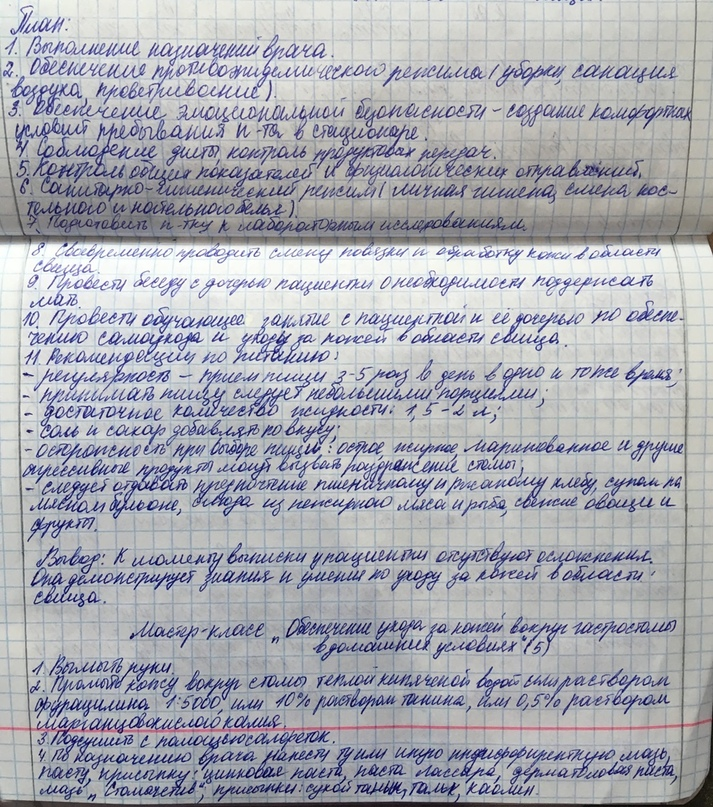 План:
1. Выполнение назначений врача.
2. Обеспечение противоэпидемического режима (уборки, санация
воздуха, проветривание).
3. Обеспечение эмоциональной безопасности - создание комфортных
условий пребывания п-та в стационаре.
4. Соблюдение диеты, контроль продуктовых передач.
5. Контроль общих показателей и физиологических отправлений.
6. Санитарно-гигиенический режим (личная гигиена, смена пос-
тельного и нательного белья).
7. Подготовить п-тку к лабораторным исследованиям.
8. Своевременно проводить смену повязки и обработку кожи в области
свища.
9. Провести беседу с дочерью пациентки о необходимости поддержать
мать
10. Провести обучающее занятие с пациенткой и её дочерью по обеспе-
чению самоухода и уходу за кожей в области свища.
11. Рекомендации по питанию:
- регулярность - прием пищи 3-5 раз в день в одно и тоже время;
- принимать пищу следует небольшими порциями;
- достаточное количество жидкости: 1,5-2 л;
- соль и сахар добавлять по вкусу;
- осторожность при выборе пищи: острое, жирное, маринованное и другие
агрессивные продукты могут вызвать раздражение стомы;
- следует отдавать предпочтение пшеничному и ржаному хлебу, супам на
мясном бульоне, блюда из нежирного мяса и рыбы, свежие овощи и
фрукты.
Вывод: К моменту выписки у пациентки отсутствуют осложнения.
Она демонстрирует знания и умения по уходу за кожей в области
свища.
Мастер-класс „Обеспечение ухода за кожей вокруг гастростомы
в домашних условиях" (5)
1. Вымыть руки.
2. Промыть кожу вокруг стомы теплой кипяченой водой или раствором
фурацилина 1:5000 или 10% раствором танина, или 0,5% раствором
марганцовокислого калия.
3. Подсушить с помощью салфеток.
4. По назначению врача нанести ту или иную мазь,
пасту, присыпку: цинковая паста, паста Лассара, дерматоловая паста,
мазь „Стомагезив", присыпки: сухой танин, тальк, каолин.